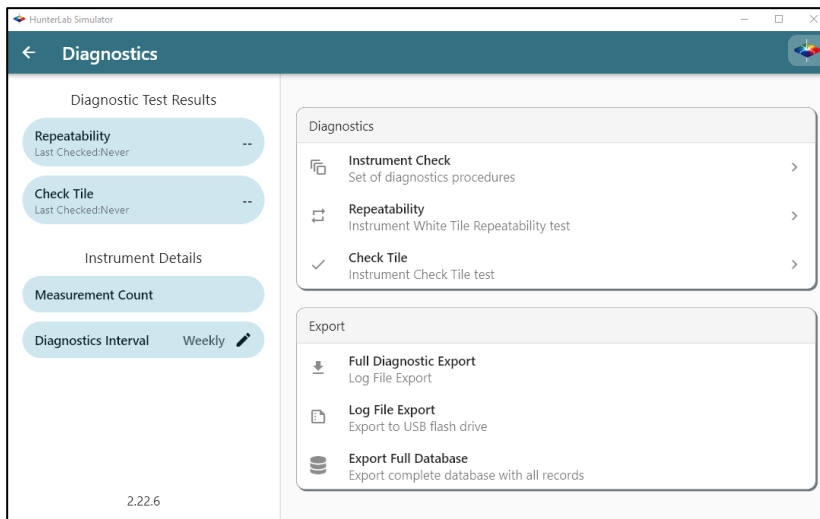 HunterLab Simulator
Diagnostics
Diagnostic Test Results
Repeatability
Last Checked:Never
--
Check Tile
Last Checked:Never
--
Instrument Details
Measurement Count
Diagnostics Interval Weekly
2.22.6
Diagnostics
Instrument Check
Set of diagnostics procedures
Repeatability
Instrument White Tile Repeatability test
Check Tile
Instrument Check Tile test
Export
Full Diagnostic Export
Log File Export
Log File Export
Export to USB flash drive
Export Full Database
Export complete database with all records